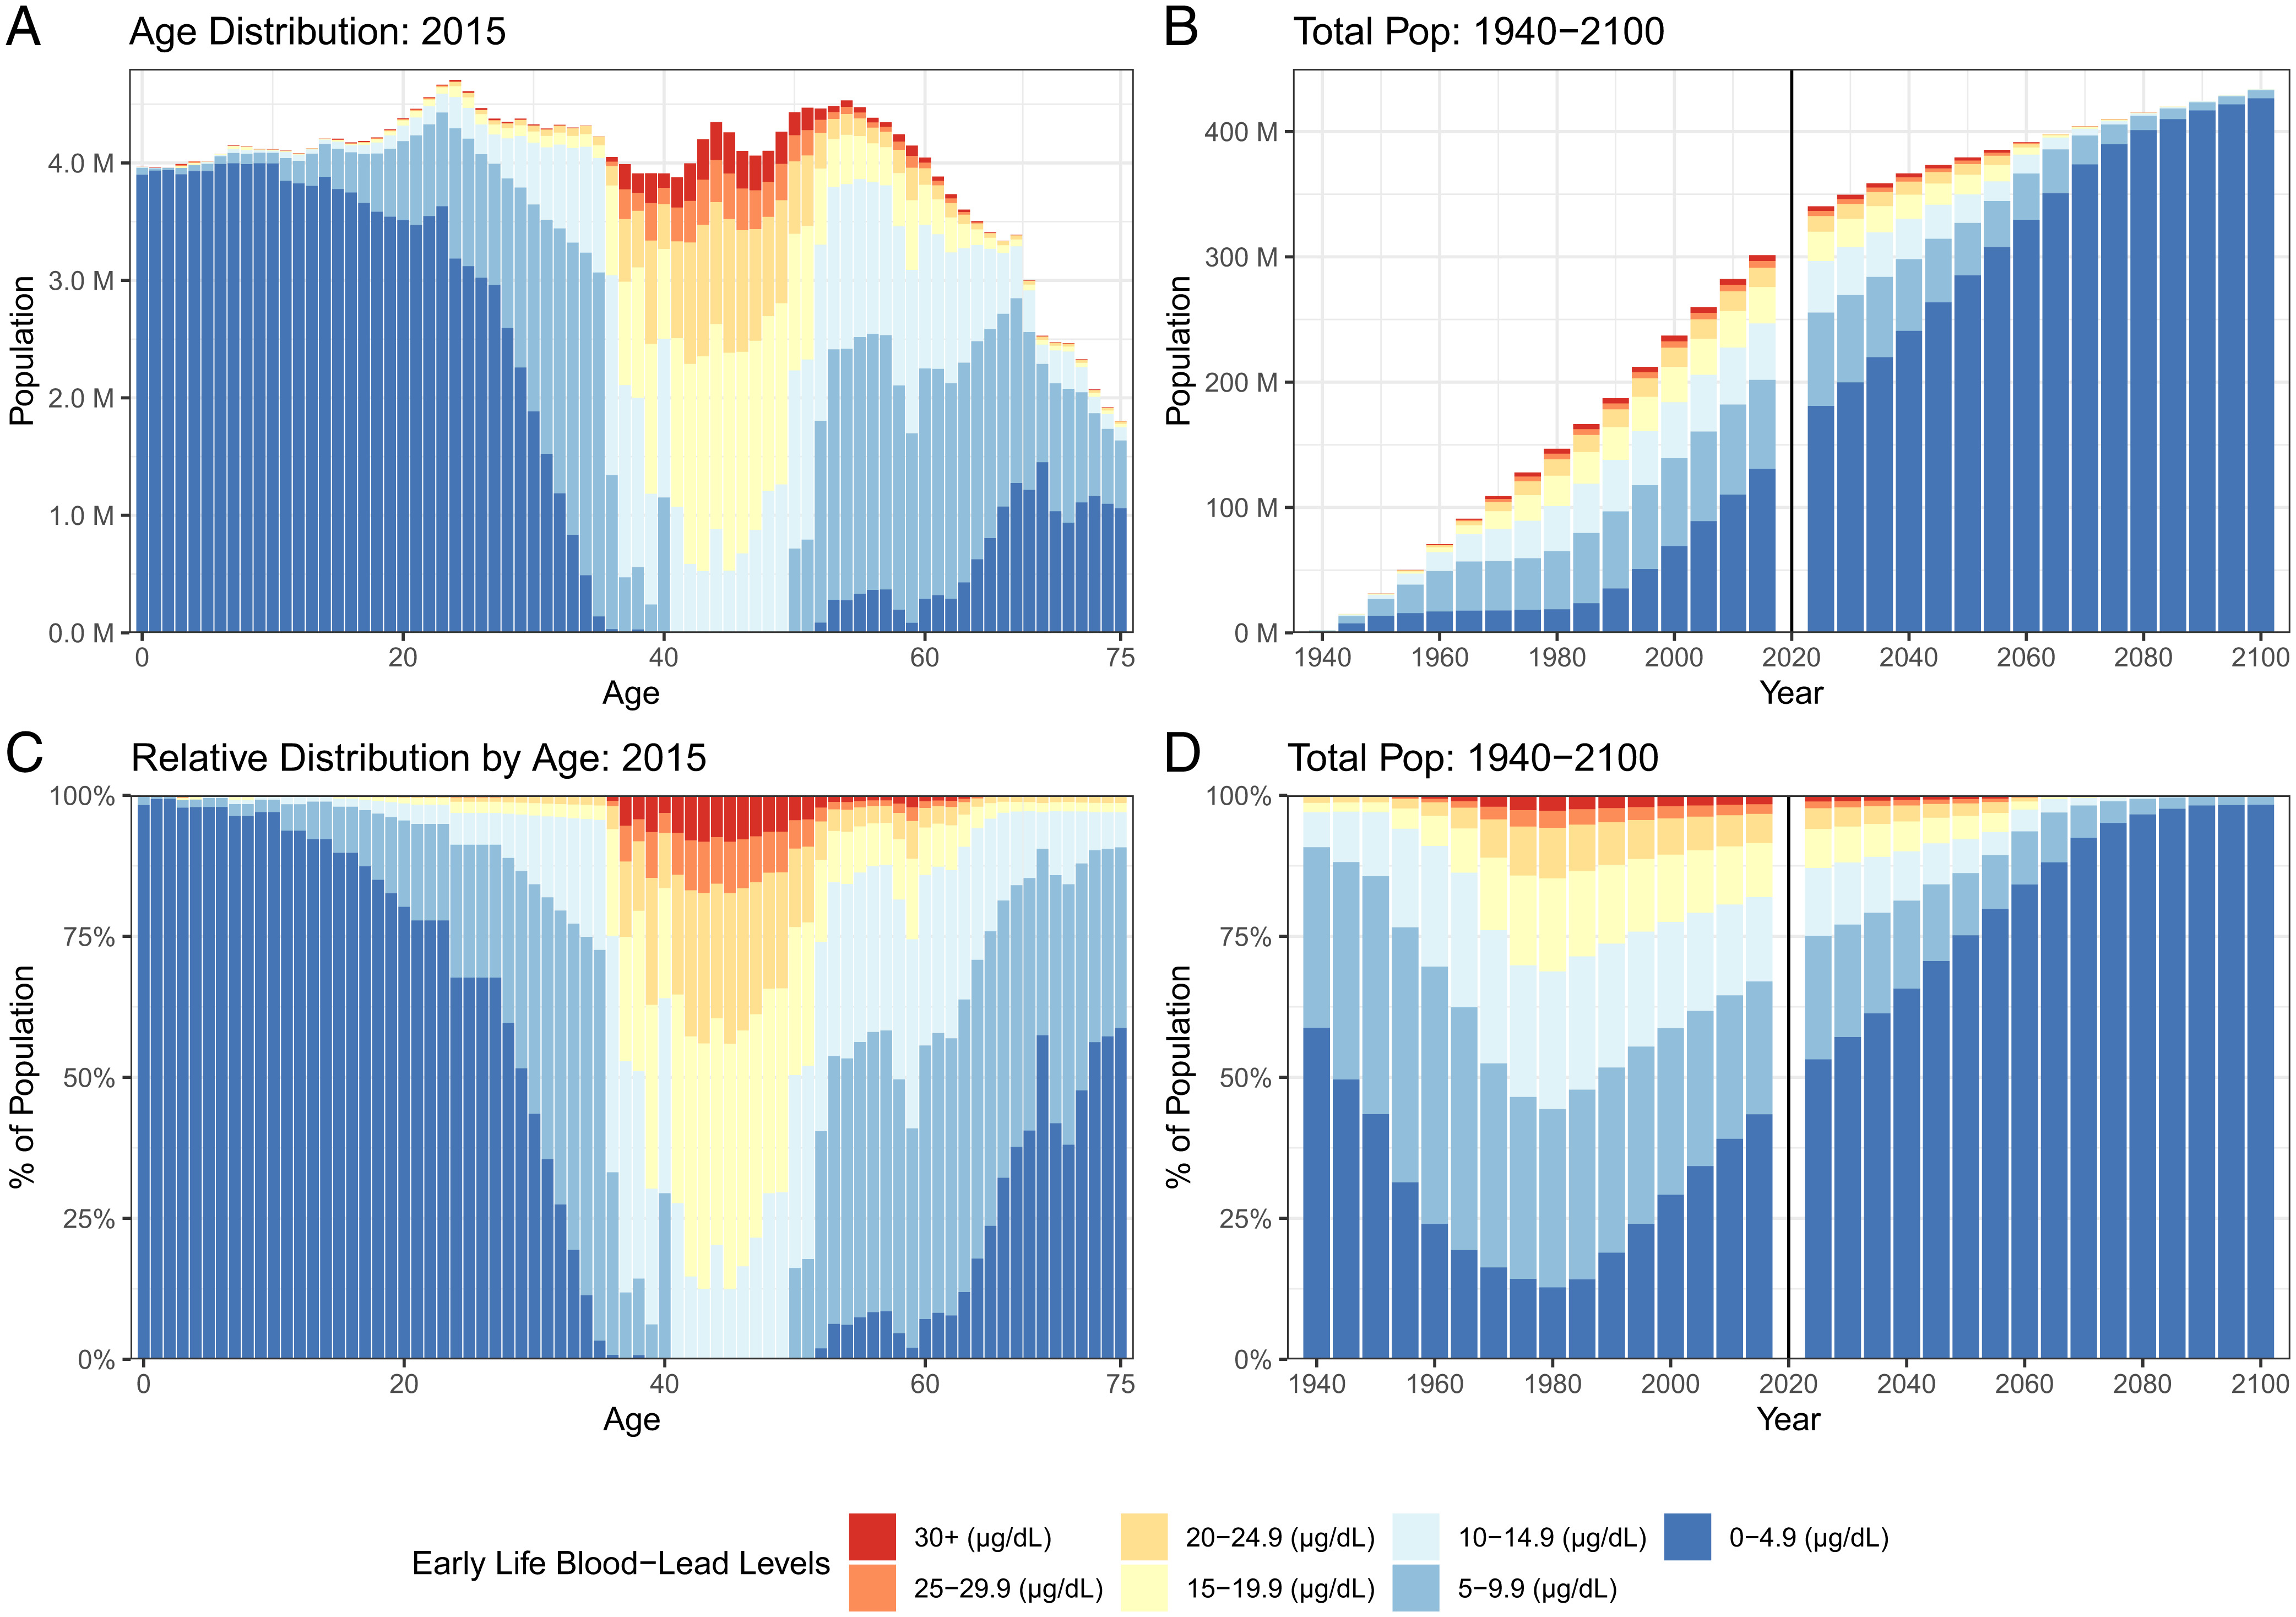 A
Age Distribution: 2015
4.0 M
3.0 M
2.0 M
1.0 M
0.0 M
Population
0 20 40 60 75
Age
B
Total Pop: 1940−2100
400 M
300 M
200 M
100 M
0 M
Population
1940 1960 1980 2000 2020 2040 2060 2080 2100
Year
C
Relative Distribution by Age: 2015
100%
75%
50%
25%
0%
% of Population
0 20 40 60 75
Age
D
Total Pop: 1940−2100
100%
75%
50%
25%
0%
% of Population
1940 1960 1980 2000 2020 2040 2060 2080 2100
Year
Early Life Blood−Lead Levels
30+ (µg/dL)
25−29.9 (µg/dL)
20−24.9 (µg/dL)
15−19.9 (µg/dL)
10−14.9 (µg/dL)
5−9.9 (µg/dL)
0−4.9 (µg/dL)